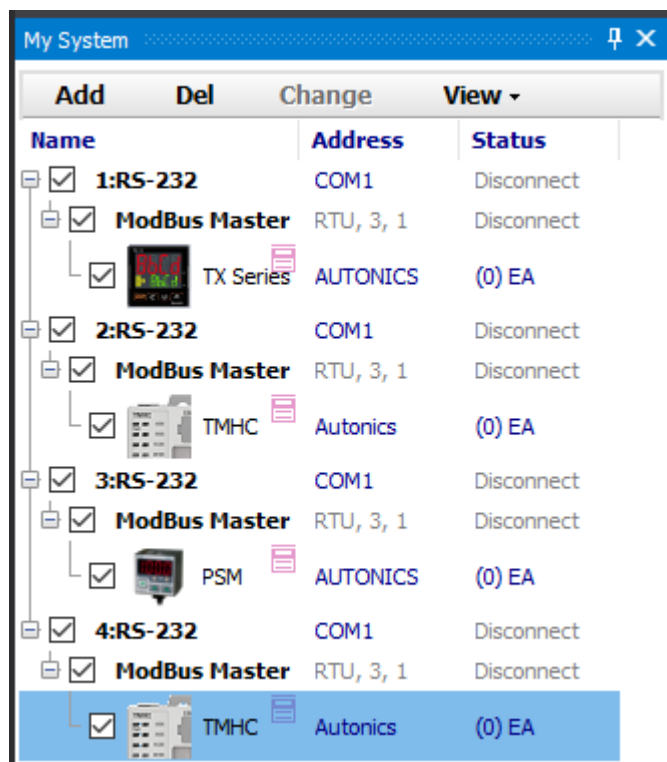 My System
Add Del Change View
Name Address Status
1:RS-232 COM1 Disconnect
ModBus Master RTU, 3, 1 Disconnect
TX Series AUTONICS (0) EA
2:RS-232 COM1 Disconnect
ModBus Master RTU, 3, 1 Disconnect
TMHC Autonics (0) EA
3:RS-232 COM1 Disconnect
ModBus Master RTU, 3, 1 Disconnect
PSM AUTONICS (0) EA
4:RS-232 COM1 Disconnect
ModBus Master RTU, 3, 1 Disconnect
TMHC Autonics (0) EA